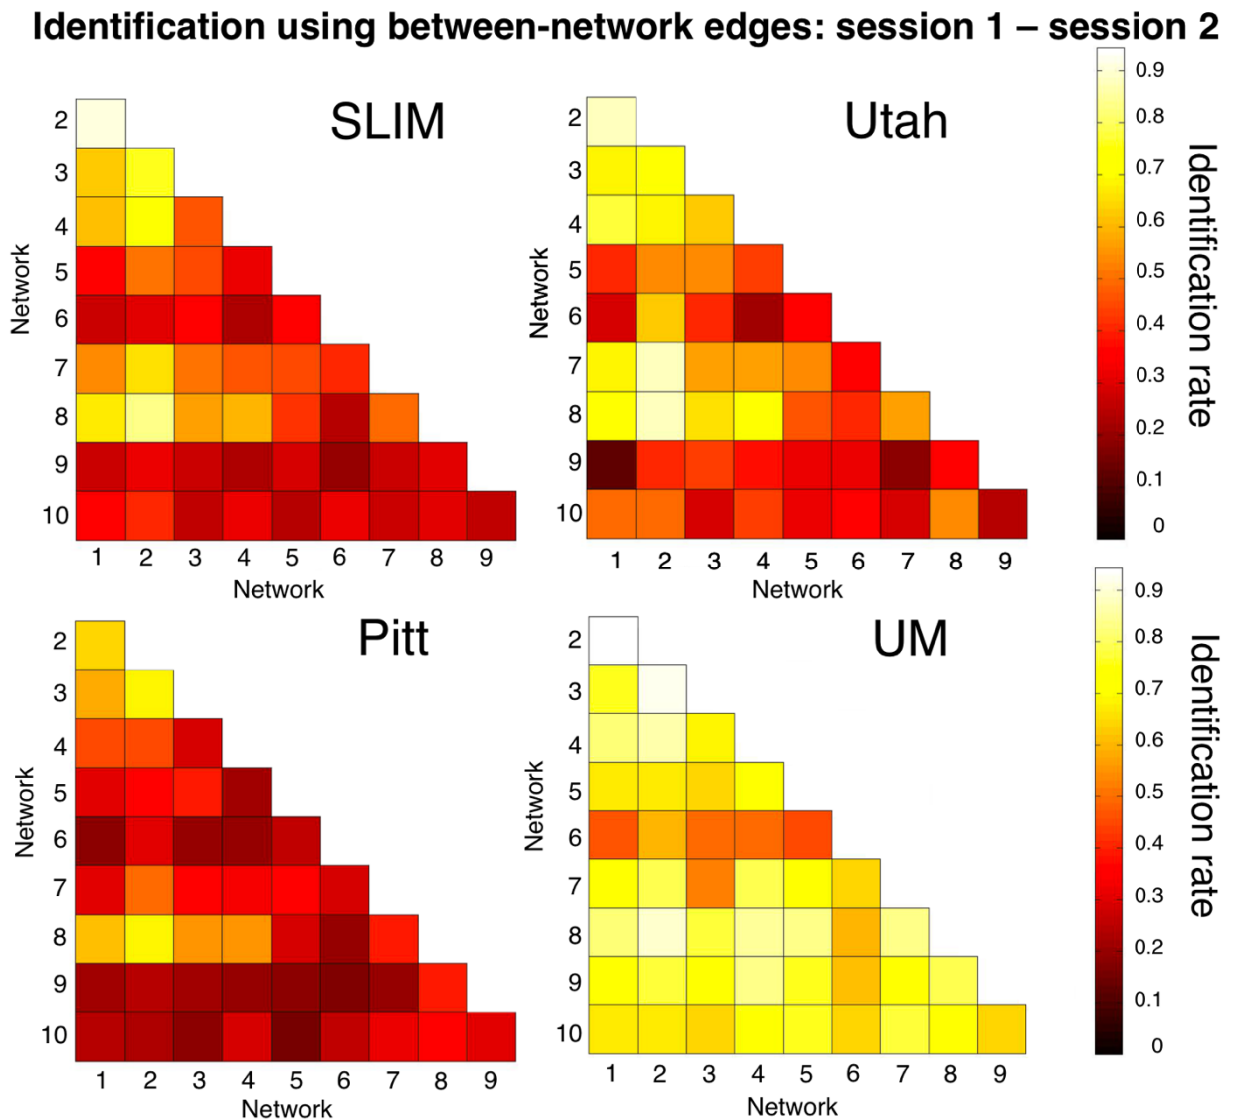 Identification using between-network edges: session 1 – session 2
SLIM
2
3
4
5
6
7
8
9
10
Network
1 2 3 4 5 6 7 8 9
Network
Utah
2
3
4
5
6
7
8
9
10
Network
1 2 3 4 5 6 7 8 9
Network
0.9
0.8
0.7
0.6
0.5
0.4
0.3
0.2
0.1
0
Identification rate
Pitt
2
3
4
5
6
7
8
9
10
Network
1 2 3 4 5 6 7 8 9
Network
UM
2
3
4
5
6
7
8
9
10
Network
1 2 3 4 5 6 7 8 9
Network
0.9
0.8
0.7
0.6
0.5
0.4
0.3
0.2
0.1
0
Identification rate